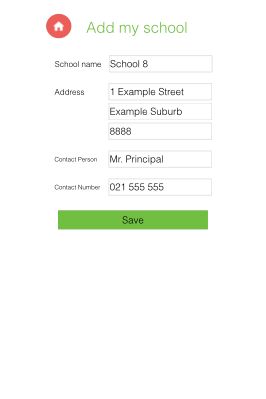 Add my school
School name School 8
Address 1 Example Street
Example Suburb
8888
Contact Person Mr. Principal
Contact Number 021 555 555
Save